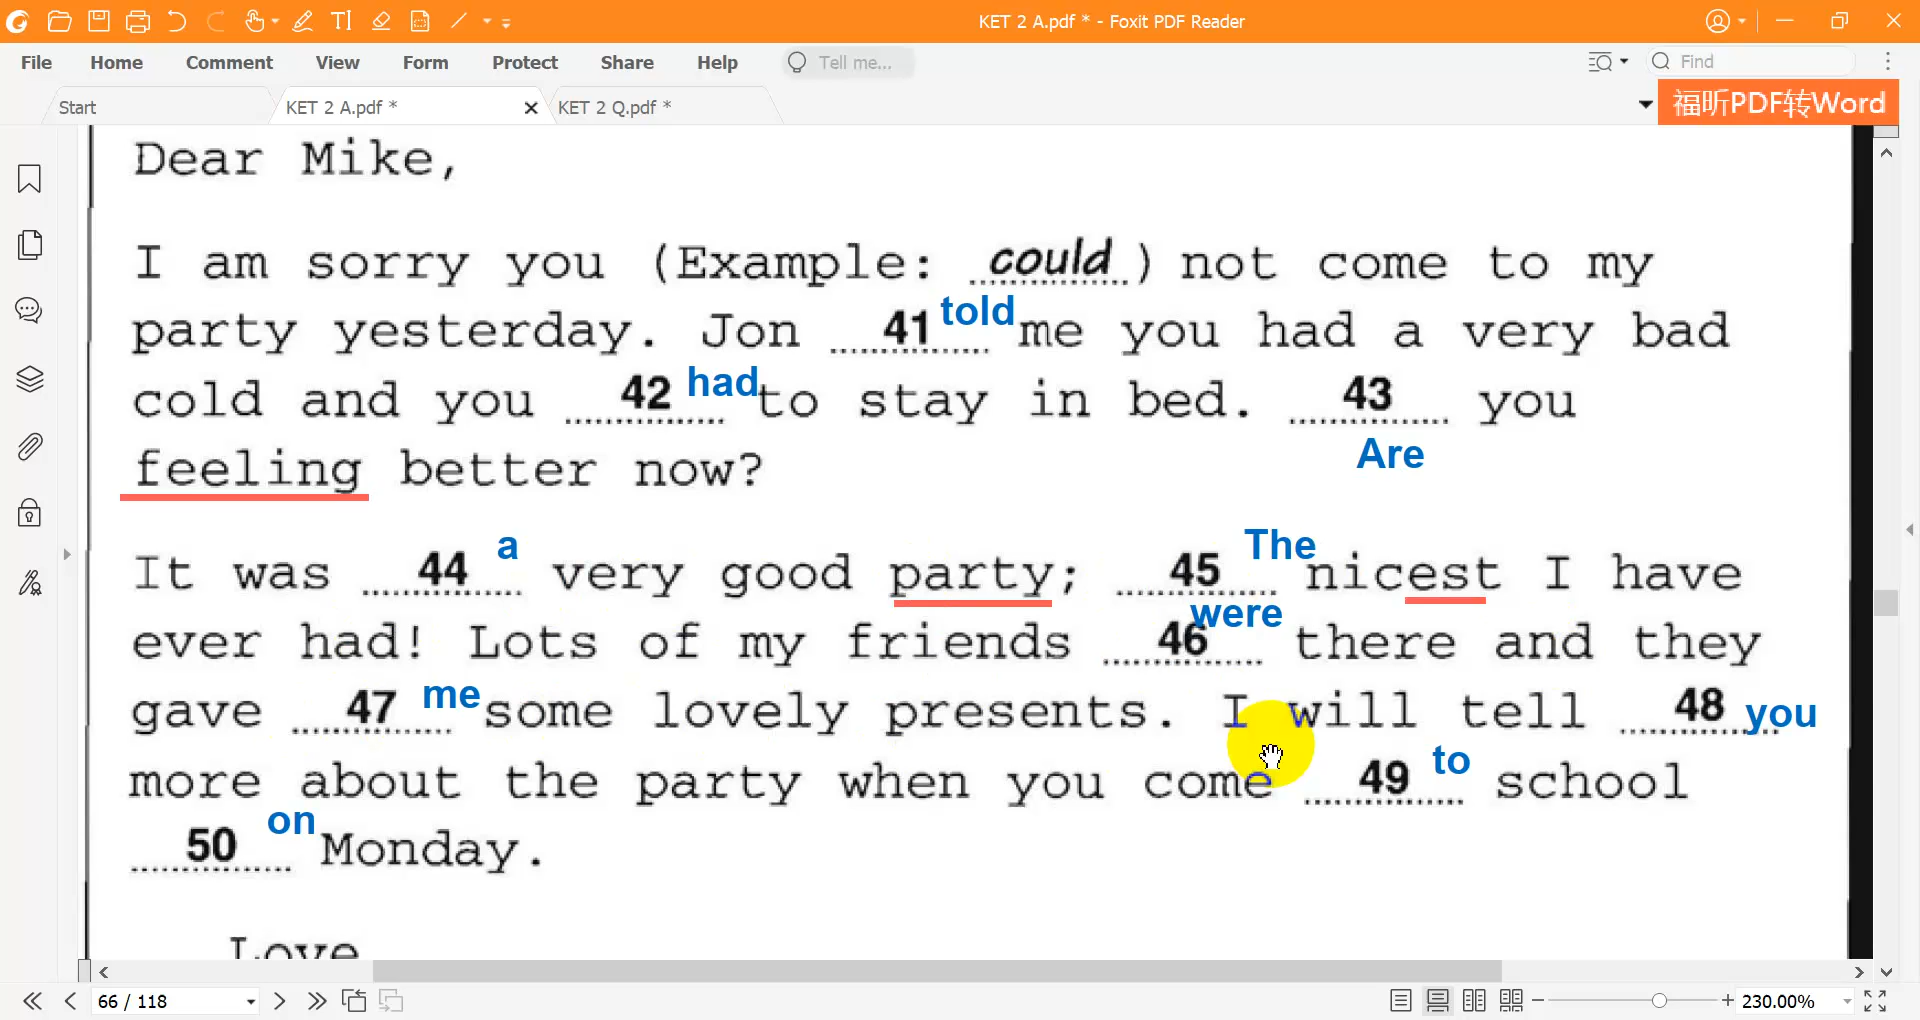 KET 2 A.pdf * - Foxit PDF Reader
File Home Comment View Form Protect Share Help Tell me... Find
Start KET 2 A.pdf * KET 2 Q.pdf * 福昕PDF转Word
Dear Mike,
I am sorry you (Example: could) not come to my
party yesterday. Jon 41 told me you had a very bad
cold and you 42 had to stay in bed. 43 you
Are
feeling better now?
It was 44 a very good party; 45 The nicest I have
were
ever had! Lots of my friends 46 there and they
gave 47 me some lovely presents. I will tell 48 you
more about the party when you come 49 to school
50 on Monday.
Love
66 / 118 230.00%